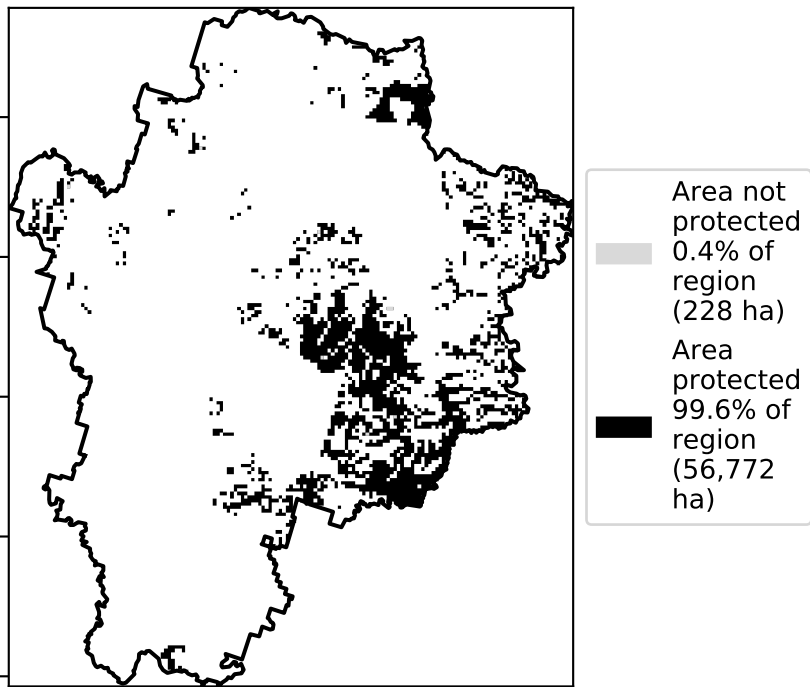 Area not
protected
0.4% of
region
(228 ha)
Area
protected
99.6% of
region
(56,772
ha)